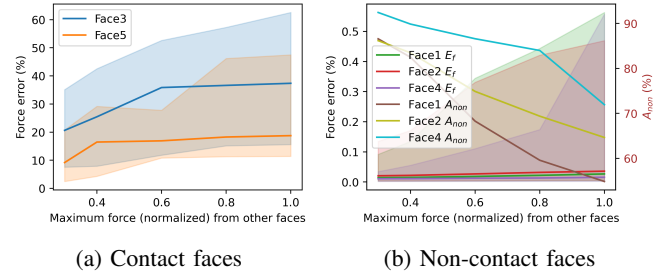 Face3
Face5
Force error (%)
60
50
40
30
20
10
0
0.4 0.6 0.8 1.0
Maximum force (normalized) from other faces
(a) Contact faces
Face1 E_f
Face2 E_f
Face4 E_f
Face1 A_non
Face2 A_non
Face4 A_non
Force error (%)
0.5
0.4
0.3
0.2
0.1
0.0
90
80
70
60
A_non (%)
0.4 0.6 0.8 1.0
Maximum force (normalized) from other faces
(b) Non-contact faces